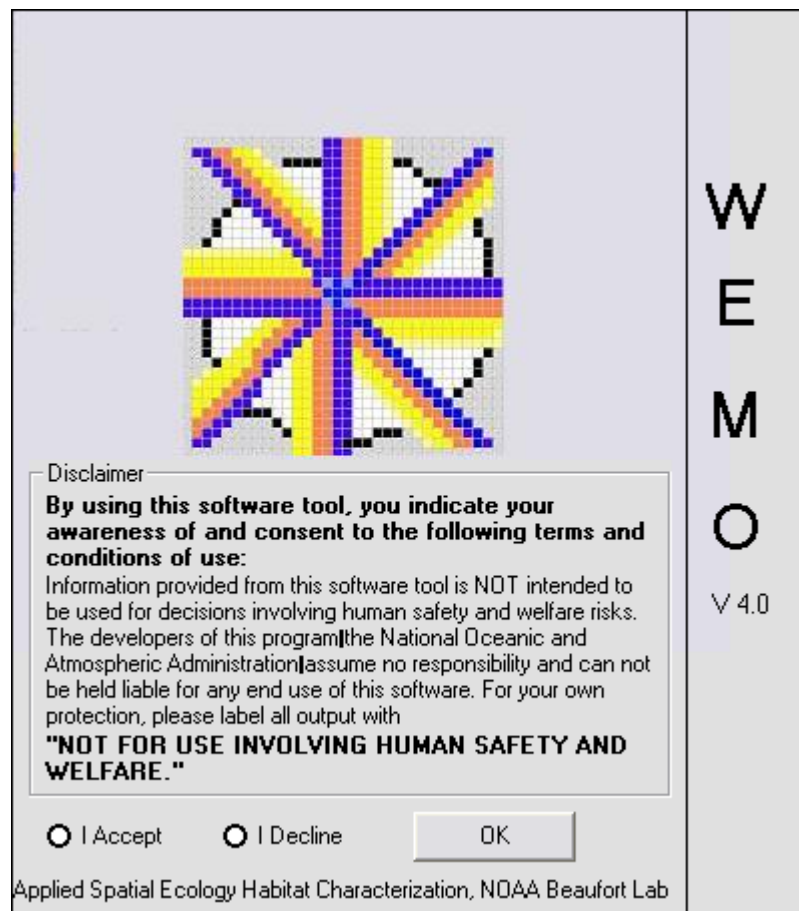 W
E
M
O
V 4.0
Disclaimer
By using this software tool, you indicate your
awareness of and consent to the following terms and
conditions of use:
Information provided from this software tool is NOT intended to
be used for decisions involving human safety and welfare risks.
The developers of this program|the National Oceanic and
Atmospheric Administration|assume no responsibility and can not
be held liable for any end use of this software. For your own
protection, please label all output with
"NOT FOR USE INVOLVING HUMAN SAFETY AND
WELFARE."
I Accept I Decline OK
Applied Spatial Ecology Habitat Characterization, NOAA Beaufort Lab